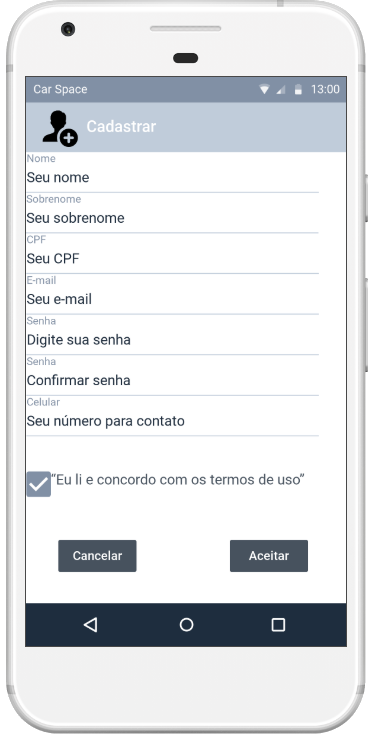 Car Space 13:00
Cadastrar
Nome
Seu nome
Sobrenome
Seu sobrenome
CPF
Seu CPF
E-mail
Seu e-mail
Senha
Digite sua senha
Senha
Confirmar senha
Celular
Seu número para contato
“Eu li e concordo com os termos de uso”
Cancelar Aceitar